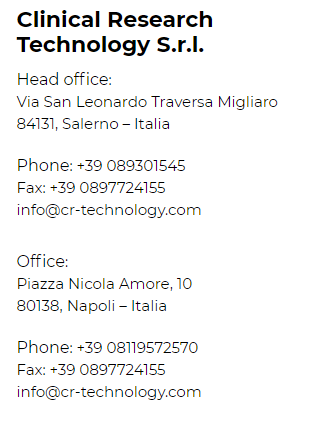 Clinical Research
Technology S.r.l.
Head office:
Via San Leonardo Traversa Migliaro
84131, Salerno – Italia
Phone: +39 089301545
Fax: +39 0897724155
info@cr-technology.com
Office:
Piazza Nicola Amore, 10
80138, Napoli – Italia
Phone: +39 08119572570
Fax: +39 0897724155
info@cr-technology.com